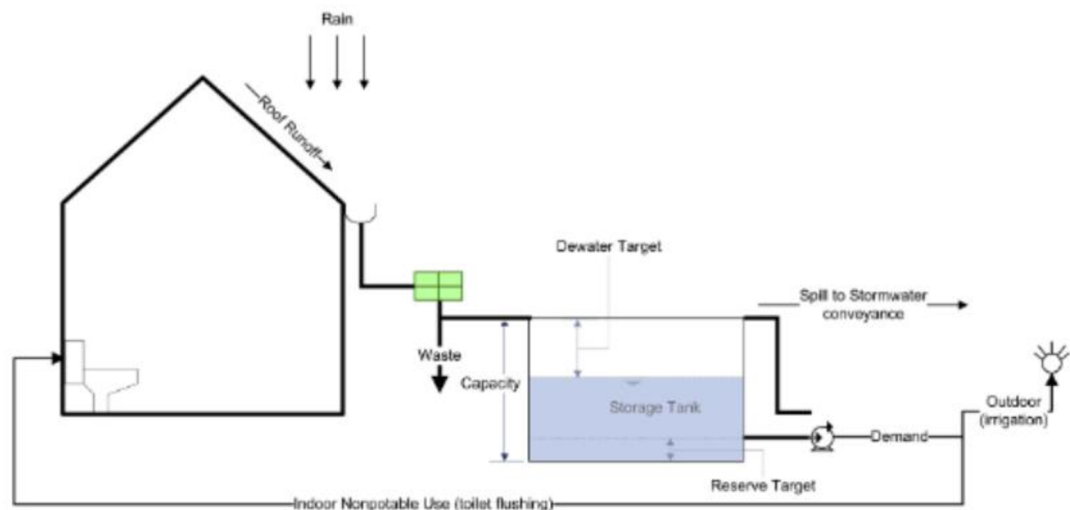 Rain
Roof Runoff
Dewater Target
Spill to Stormwater
conveyance
Waste
Capacity
Storage Tank
Outdoor
(irrigation)
Demand
Reserve Target
Indoor Nonpotable Use (toilet flushing)